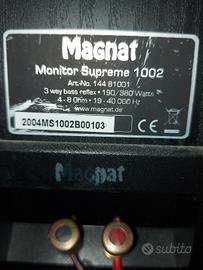 Magnat
Monitor Supreme 1002
Art-No: 144 81001
3 way bass reflex • 190/380 Watts
4 - 8 Ohm • 19 - 40 000 Hz
www.magnat.de
CE
2004MS1002B00103
Magnat
subito